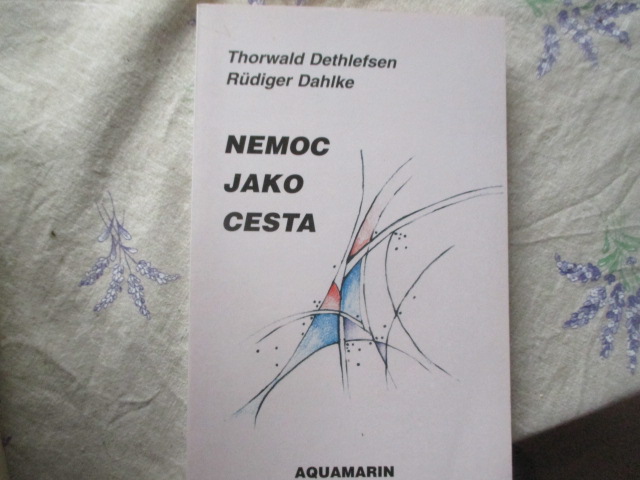 Thorwald Dethlefsen
Rüdiger Dahlke
NEMOC
JAKO
CESTA
AQUAMARIN